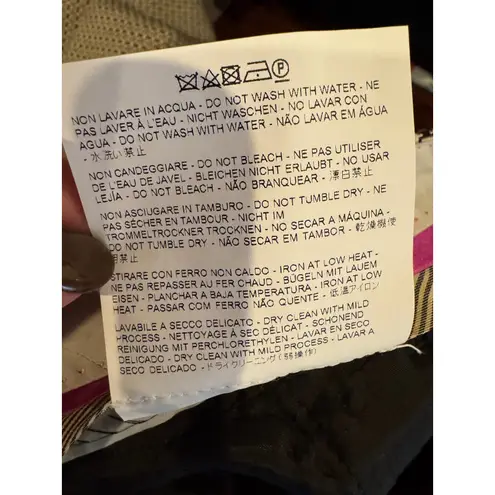 P
NON LAVARE IN ACQUA - DO NOT WASH WITH WATER - NE
PAS LAVER À L'EAU - NICHT WASCHEN - NO LAVAR CON
AGUA - DO NOT WASH WITH WATER - NÃO LAVAR EM ÁGUA
- 水洗い禁止
NON CANDEGGIARE - DO NOT BLEACH - NE PAS UTILISER
DE L'EAU DE JAVEL - BLEICHEN NICHT ERLAUBT - NO USAR
LEJÍA - DO NOT BLEACH - NÃO BRANQUEAR - 漂白禁止
NON ASCIUGARE IN TAMBURO - DO NOT TUMBLE DRY - NE
PAS SÉCHER EN TAMBOUR - NICHT IM
TROMMELTROCKNER TROCKNEN - NO SECAR A MÁQUINA -
DO NOT TUMBLE DRY - NÃO SECAR EM TAMBOR - 乾燥機使
用禁止
STIRARE CON FERRO NON CALDO - IRON AT LOW HEAT -
NE PAS REPASSER AU FER CHAUD - BÜGELN MIT LAUEM
EISEN - PLANCHAR A BAJA TEMPERATURA - IRON AT LOW
HEAT - PASSAR COM FERRO NÃO QUENTE - 低温アイロン
LAVABILE A SECCO DELICATO - DRY CLEAN WITH MILD
PROCESS - NETTOYAGE A SEC DÉLICAT - SCHONEND
REINIGUNG MIT PERCHLORETHYLEN - LAVAR EN SECO
DELICADO - DRY CLEAN WITH MILD PROCESS - LAVAR A
SECO DELICADO - ドライクリーニング (弱操作)